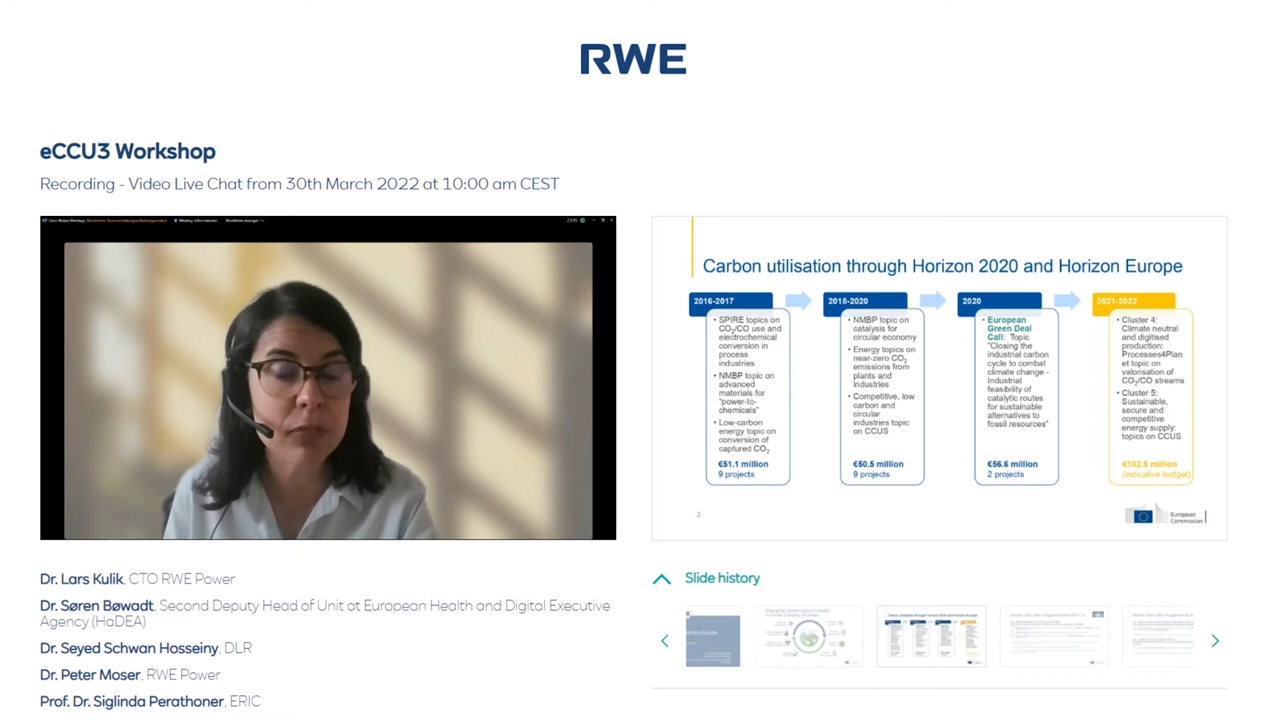 RWE
eCCU3 Workshop
Recording - Video Live Chat from 30th March 2022 at 10:00 am CEST
Carbon utilisation through Horizon 2020 and Horizon Europe
2016-2017
• SPIRE topics on
CO2/CO use and
electrochemical
conversion in
process
industries
• NMBP topic on
advanced
materials for
"power-to-
chemicals"
• Low-carbon
energy topic on
conversion of
captured CO2
€51.1 million
9 projects
2018-2020
• NMBP topic on
catalysis for
circular economy
• Energy topics on
near-zero CO2
emissions from
plants and
industries
• Competitive, low
carbon and
circular
industries topic
on CCUS
€50.5 million
9 projects
2020
• European
Green Deal
Call: Topic
"Closing the
industrial carbon
cycle to combat
climate change -
Industrial
feasibility of
catalytic routes
for sustainable
alternatives to
fossil resources"
€56.6 million
2 projects
2021-2022
• Cluster 4:
Climate neutral
and digitised
production:
Processes4Plan
et topic on
valorisation of
CO2/CO streams
• Cluster 5:
Sustainable,
secure and
competitive
energy supply:
topics on CCUS
€102.5 million
(indicative budget)
2
European
Commission
Dr. Lars Kulik, CTO RWE Power
Dr. Søren Bøwadt, Second Deputy Head of Unit at European Health and Digital Executive
Agency (HaDEA)
Dr. Seyed Schwan Hosseiny, DLR
Dr. Peter Moser, RWE Power
Prof. Dr. Siglinda Perathoner, ERIC
Slide history
Carbon utilisation through Horizon 2020 and Horizon Europe